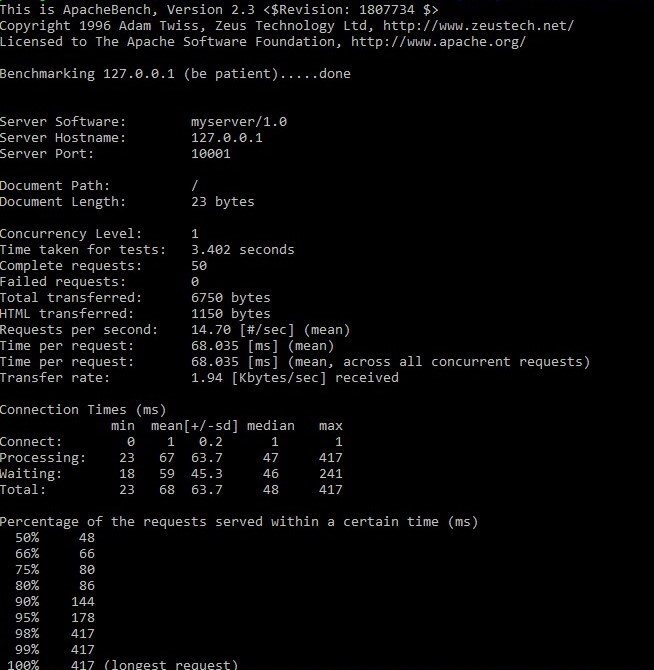 This is ApacheBench, Version 2.3 <$Revision: 1807734 $>
Copyright 1996 Adam Twiss, Zeus Technology Ltd, http://www.zeustech.net/
Licensed to The Apache Software Foundation, http://www.apache.org/
Benchmarking 127.0.0.1 (be patient).....done
Server Software: myserver/1.0
Server Hostname: 127.0.0.1
Server Port: 10001
Document Path: /
Document Length: 23 bytes
Concurrency Level: 1
Time taken for tests: 3.402 seconds
Complete requests: 50
Failed requests: 0
Total transferred: 6750 bytes
HTML transferred: 1150 bytes
Requests per second: 14.70 [#/sec] (mean)
Time per request: 68.035 [ms] (mean)
Time per request: 68.035 [ms] (mean, across all concurrent requests)
Transfer rate: 1.94 [Kbytes/sec] received
Connection Times (ms)
min mean[+/-sd] median max
Connect: 0 1 0.2 1 1
Processing: 23 67 63.7 47 417
Waiting: 18 59 45.3 46 241
Total: 23 68 63.7 48 417
Percentage of the requests served within a certain time (ms)
50% 48
66% 66
75% 80
80% 86
90% 144
95% 178
98% 417
99% 417
100% 417 (longest request)